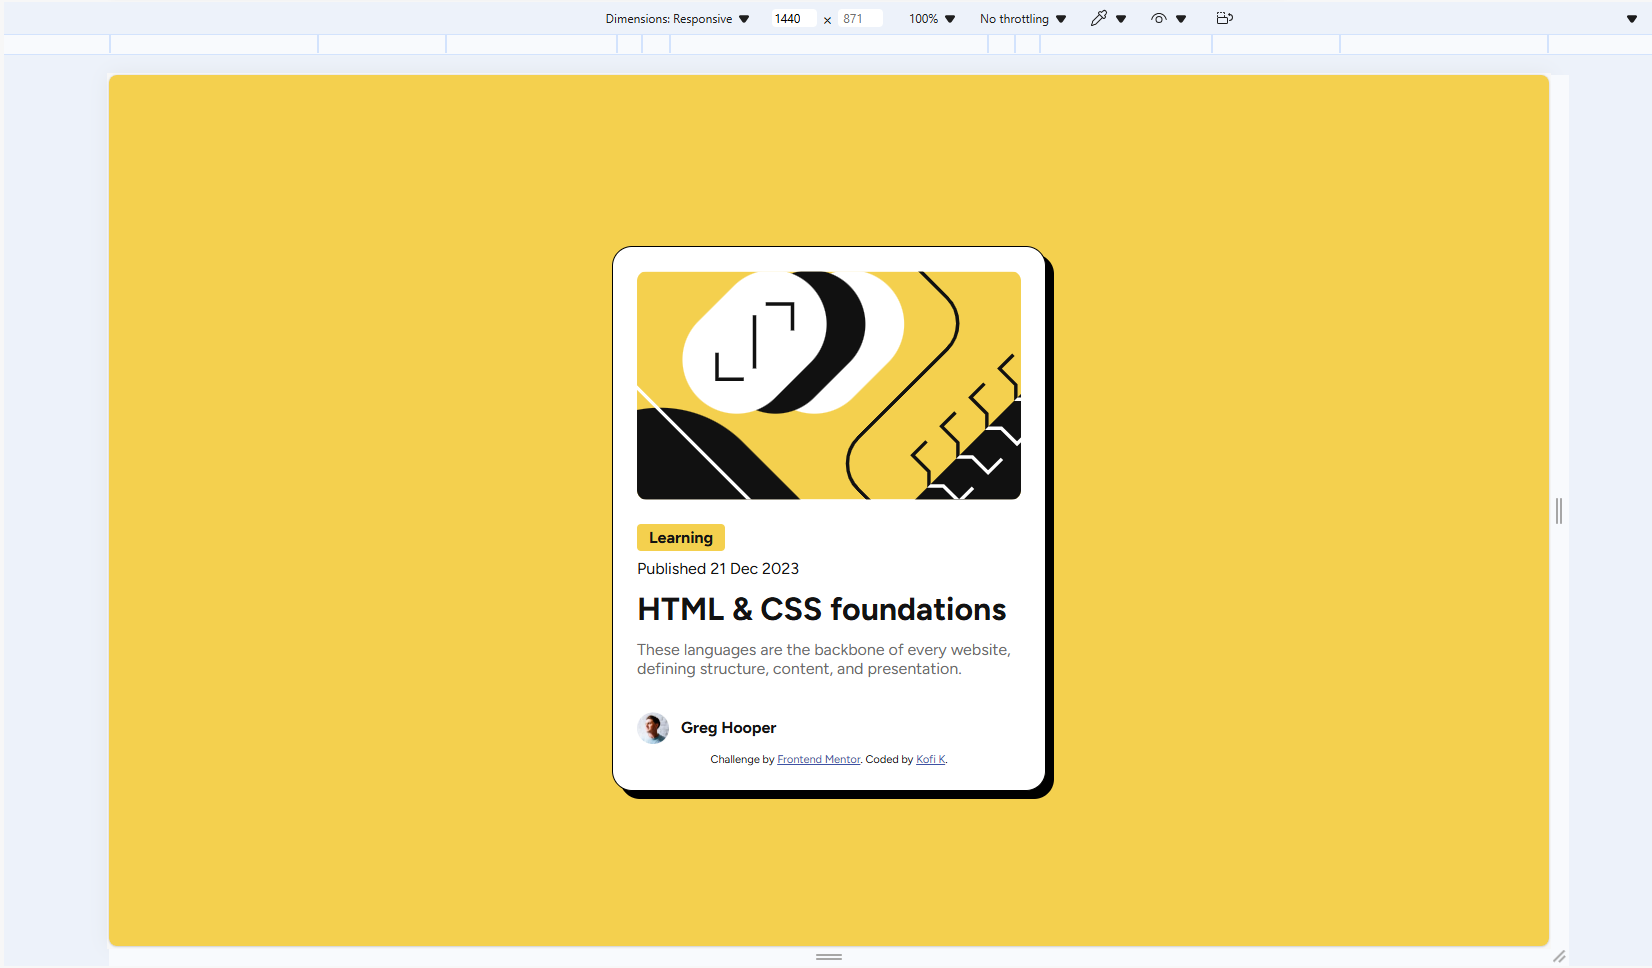 Dimensions: Responsive 1440 × 871 100% No throttling
Learning
Published 21 Dec 2023
HTML & CSS foundations
These languages are the backbone of every website,
defining structure, content, and presentation.
Greg Hooper
Challenge by Frontend Mentor. Coded by Kofi K.